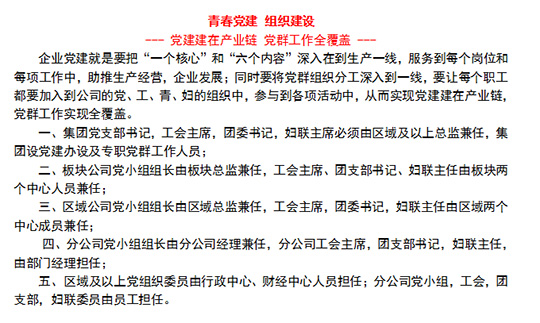 青春党建 组织建设
--- 党建建在产业链 党群工作全覆盖 ---
企业党建就是要把“一个核心”和“六个内容”深入在到生产一线，服务到每个岗位和
每项工作中，助推生产经营，企业发展；同时要将党群组织分工深入到一线，要让每个职工
都要加入到公司的党、工、青、妇的组织中，参与到各项活动中，从而实现党建建在产业链，
党群工作实现全覆盖。
一、集团党支部书记，工会主席，团委书记，妇联主席必须由区域及以上总监兼任，集
团设党建办设及专职党群工作人员；
二、板块公司党小组组长由板块总监兼任，工会主席、团支部书记、妇联主任由板块两
个中心人员兼任；
三、区域公司党小组组长由区域总监兼任，工会主席，团委书记，妇联主任由区域两个
中心成员兼任；
四、分公司党小组组长由分公司经理兼任，分公司工会主席，团支部书记，妇联主任，
由部门经理担任；
五、区域及以上党组织委员由行政中心、财经中心人员担任；分公司党小组，工会，团
支部，妇联委员由员工担任。